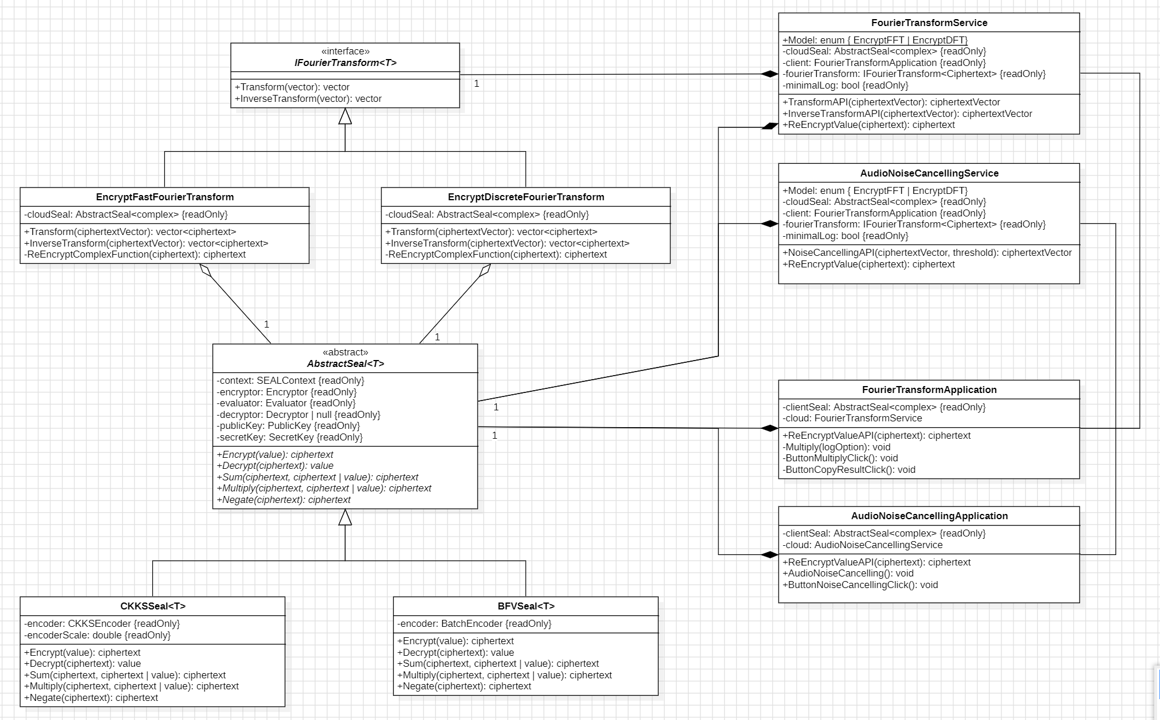 «interface»
IFourierTransform<T>
+Transform(vector): vector
+InverseTransform(vector): vector
1
EncryptFastFourierTransform
-cloudSeal: AbstractSeal<complex> {readOnly}
+Transform(ciphertextVector): vector<ciphertext>
+InverseTransform(ciphertextVector): vector<ciphertext>
-ReEncryptComplexFunction(ciphertext): ciphertext
EncryptDiscreteFourierTransform
-cloudSeal: AbstractSeal<complex> {readOnly}
+Transform(ciphertextVector): vector<ciphertext>
+InverseTransform(ciphertextVector): vector<ciphertext>
-ReEncryptComplexFunction(ciphertext): ciphertext
1
1
«abstract»
AbstractSeal<T>
-context: SEALContext {readOnly}
-encryptor: Encryptor {readOnly}
-evaluator: Evaluator {readOnly}
-decryptor: Decryptor | null {readOnly}
-publicKey: PublicKey {readOnly}
-secretKey: SecretKey {readOnly}
+Encrypt(value): ciphertext
+Decrypt(ciphertext): value
+Sum(ciphertext, ciphertext | value): ciphertext
+Multiply(ciphertext, ciphertext | value): ciphertext
+Negate(ciphertext): ciphertext
1
1
CKKSSeal<T>
-encoder: CKKSEncoder {readOnly}
-encoderScale: double {readOnly}
+Encrypt(value): ciphertext
+Decrypt(ciphertext): value
+Sum(ciphertext, ciphertext | value): ciphertext
+Multiply(ciphertext, ciphertext | value): ciphertext
+Negate(ciphertext): ciphertext
BFVSeal<T>
-encoder: BatchEncoder {readOnly}
+Encrypt(value): ciphertext
+Decrypt(ciphertext): value
+Sum(ciphertext, ciphertext | value): ciphertext
+Multiply(ciphertext, ciphertext | value): ciphertext
+Negate(ciphertext): ciphertext
FourierTransformService
+Model: enum { EncryptFFT | EncryptDFT}
-cloudSeal: AbstractSeal<complex> {readOnly}
-client: FourierTransformApplication {readOnly}
-fourierTransform: IFourierTransform<Ciphertext> {readOnly}
-minimalLog: bool {readOnly}
+TransformAPI(ciphertextVector): ciphertextVector
+InverseTransformAPI(ciphertextVector): ciphertextVector
+ReEncryptValue(ciphertext): ciphertext
AudioNoiseCancellingService
+Model: enum { EncryptFFT | EncryptDFT}
-cloudSeal: AbstractSeal<complex> {readOnly}
-client: FourierTransformApplication {readOnly}
-fourierTransform: IFourierTransform<Ciphertext> {readOnly}
-minimalLog: bool {readOnly}
+NoiseCancellingAPI(ciphertextVector, threshold): ciphertextVector
+ReEncryptValue(ciphertext): ciphertext
FourierTransformApplication
-clientSeal: AbstractSeal<complex> {readOnly}
-cloud: FourierTransformService
+ReEncryptValueAPI(ciphertext): ciphertext
-Multiply(logOption): void
-ButtonMultiplyClick(): void
-ButtonCopyResultClick(): void
AudioNoiseCancellingApplication
-clientSeal: AbstractSeal<complex> {readOnly}
-cloud: AudioNoiseCancellingService
+ReEncryptValueAPI(ciphertext): ciphertext
+AudioNoiseCancelling(): void
+ButtonNoiseCancellingClick(): void